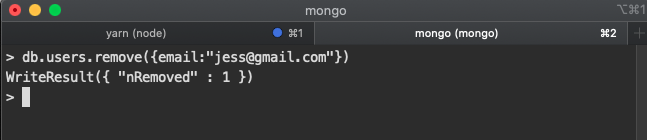 mongo
⌥⌘1
yarn (node)
⌘1
mongo (mongo)
⌘2
+
> db.users.remove({email:"jess@gmail.com"})
WriteResult({ "nRemoved" : 1 })
>